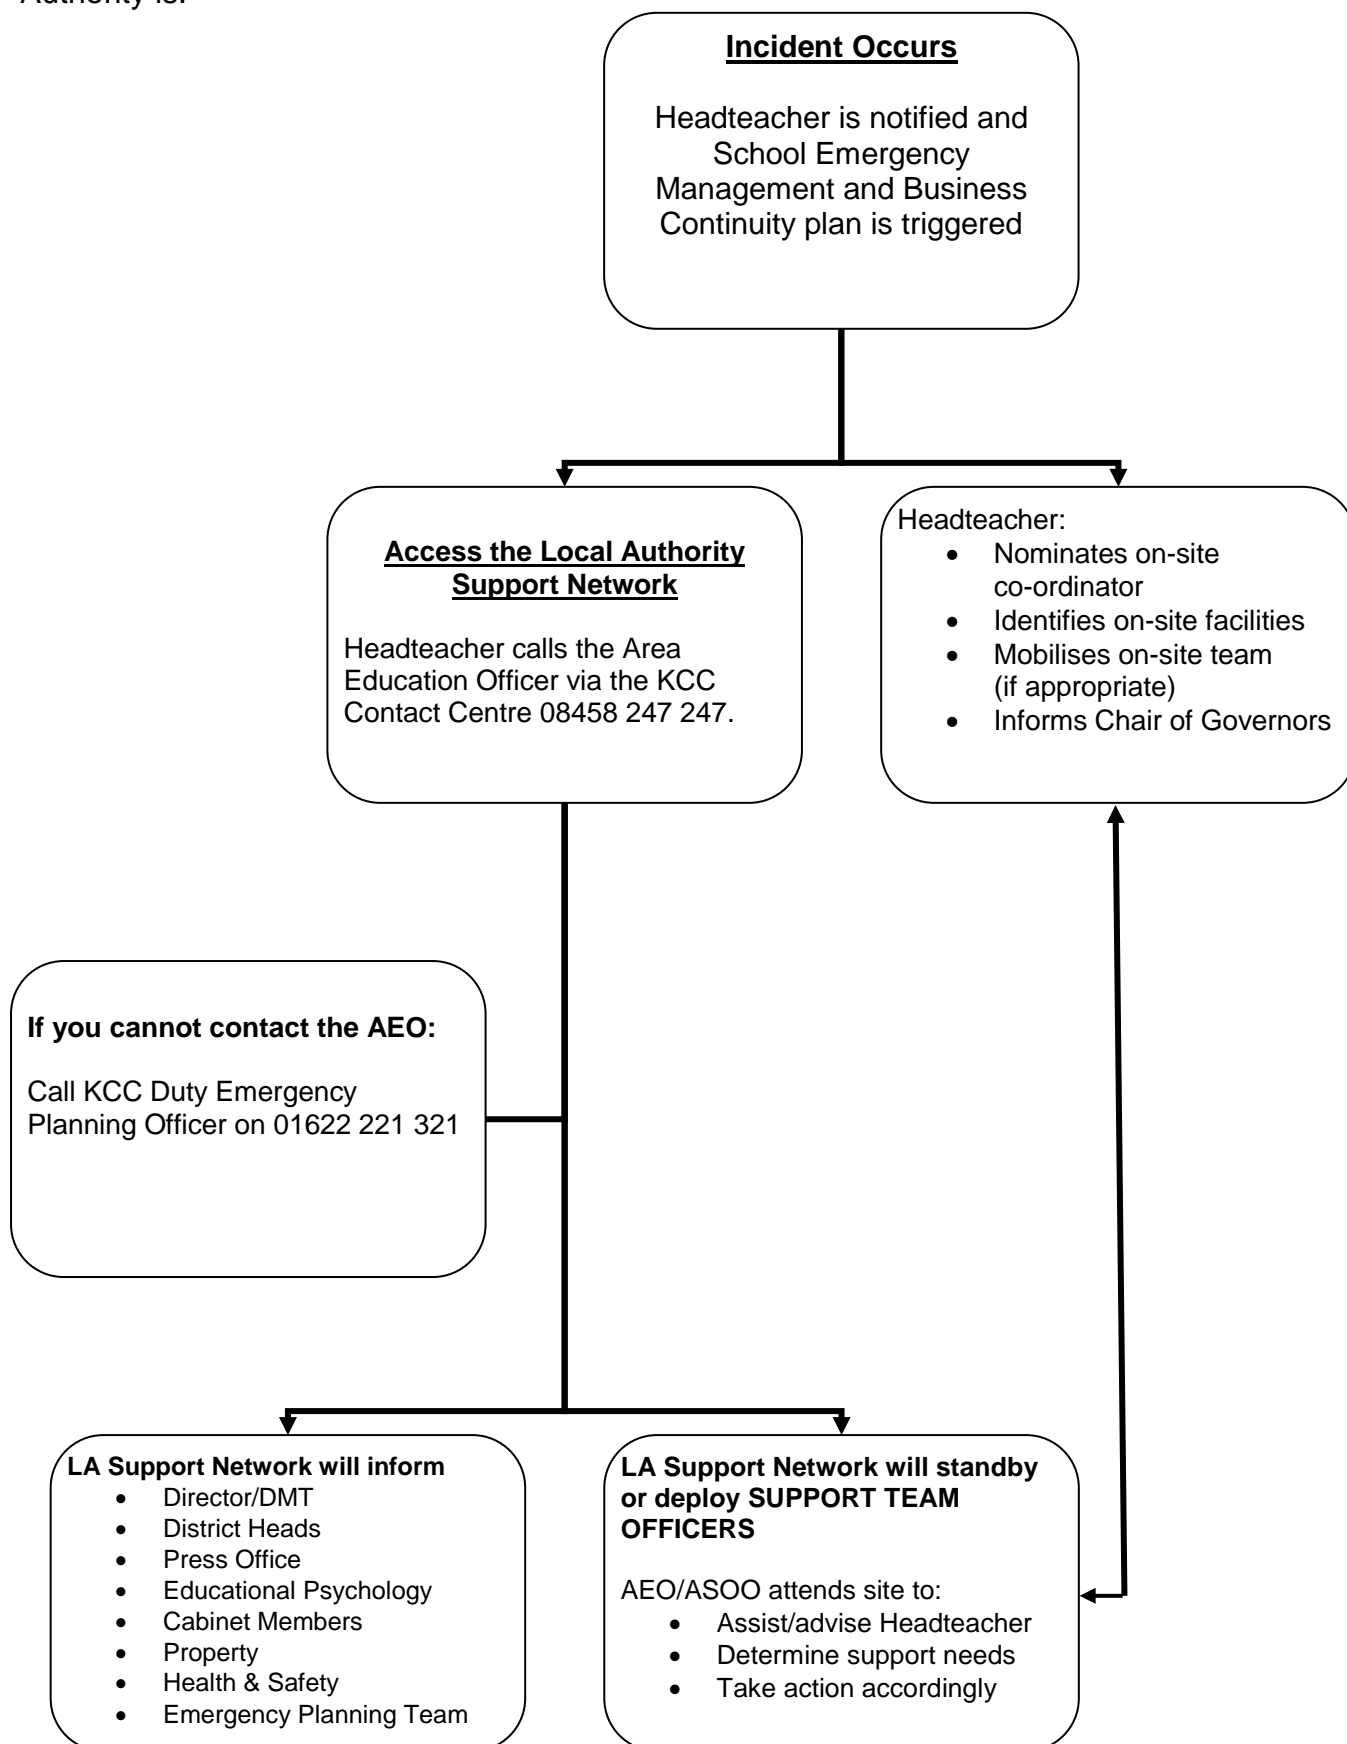 Authority is:
Incident Occurs
Headteacher is notified and
School Emergency
Management and Business
Continuity plan is triggered
Access the Local Authority
Support Network
Headteacher calls the Area
Education Officer via the KCC
Contact Centre 08458 247 247.
Headteacher:
• Nominates on-site
co-ordinator
• Identifies on-site facilities
• Mobilises on-site team
(if appropriate)
• Informs Chair of Governors
If you cannot contact the AEO:
Call KCC Duty Emergency
Planning Officer on 01622 221 321
LA Support Network will inform
• Director/DMT
• District Heads
• Press Office
• Educational Psychology
• Cabinet Members
• Property
• Health & Safety
• Emergency Planning Team
LA Support Network will standby
or deploy SUPPORT TEAM
OFFICERS
AEO/ASOO attends site to:
• Assist/advise Headteacher
• Determine support needs
• Take action accordingly